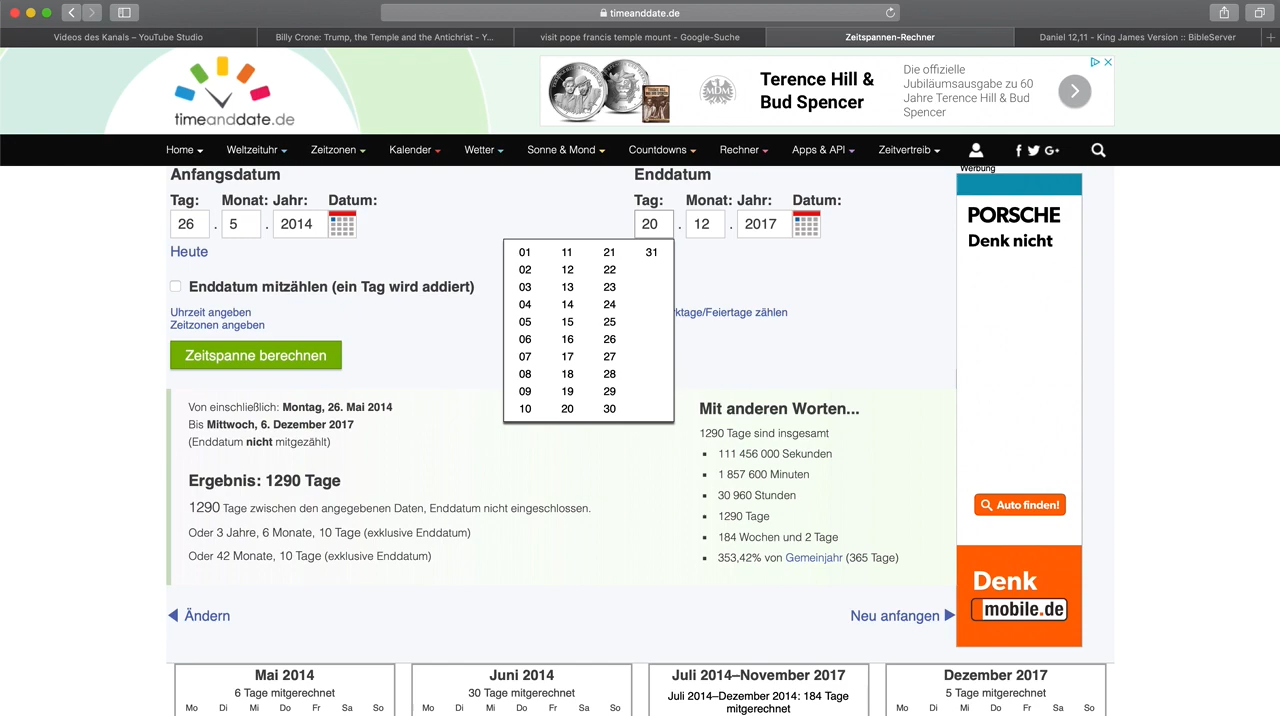 timeanddate.de
Videos des Kanals – YouTube Studio
Billy Crone: Trump, the Temple and the Antichrist - Y...
visit pope francis temple mount - Google-Suche
Zeitspannen-Rechner
Daniel 12,11 - King James Version :: BibleServer
timeanddate.de
MDM
Terence Hill &
Bud Spencer
Die offizielle
Jubiläumsausgabe zu 60
Jahre Terence Hill & Bud
Spencer
Home
Weltzeituhr
Zeitzonen
Kalender
Wetter
Sonne & Mond
Countdowns
Rechner
Apps & API
Zeitvertreib
Anfangsdatum
Tag: Monat: Jahr: Datum:
26 . 5 . 2014
Heute
Enddatum
Tag: Monat: Jahr: Datum:
20 . 12 . 2017
01 11 21 31
02 12 22
03 13 23
04 14 24
05 15 25
06 16 26
07 17 27
08 18 28
09 19 29
10 20 30
Enddatum mitzählen (ein Tag wird addiert)
Uhrzeit angeben
Zeitzonen angeben
ktage/Feiertage zählen
Zeitspanne berechnen
Von einschließlich: Montag, 26. Mai 2014
Bis Mittwoch, 6. Dezember 2017
(Enddatum nicht mitgezählt)
Ergebnis: 1290 Tage
1290 Tage zwischen den angegebenen Daten, Enddatum nicht eingeschlossen.
Oder 3 Jahre, 6 Monate, 10 Tage (exklusive Enddatum)
Oder 42 Monate, 10 Tage (exklusive Enddatum)
Mit anderen Worten...
1290 Tage sind insgesamt
111 456 000 Sekunden
1 857 600 Minuten
30 960 Stunden
1290 Tage
184 Wochen und 2 Tage
353,42% von Gemeinjahr (365 Tage)
Ändern
Neu anfangen
Werbung
PORSCHE
Denk nicht
Auto finden!
Denk
mobile.de
Mai 2014
6 Tage mitgerechnet
Mo Di Mi Do Fr Sa So
Juni 2014
30 Tage mitgerechnet
Mo Di Mi Do Fr Sa So
Juli 2014–November 2017
Juli 2014–Dezember 2014: 184 Tage
mitgerechnet
Dezember 2017
5 Tage mitgerechnet
Mo Di Mi Do Fr Sa So